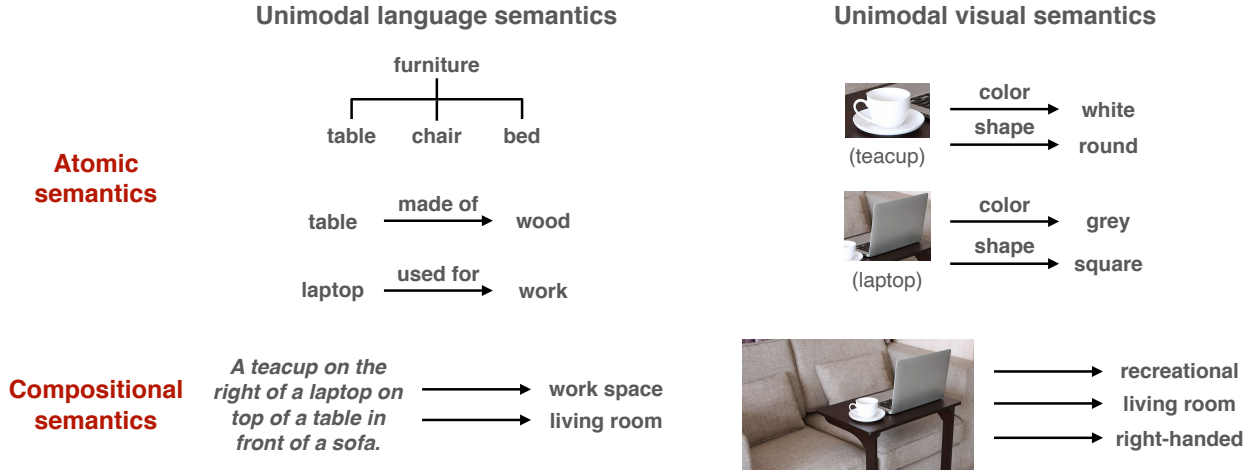 Unimodal language semantics
Unimodal visual semantics
Atomic
semantics
furniture
table chair bed
table made of wood
laptop used for work
(teacup)
color white
shape round
(laptop)
color grey
shape square
Compositional
semantics
A teacup on the
right of a laptop on
top of a table in
front of a sofa.
work space
living room
recreational
living room
right-handed